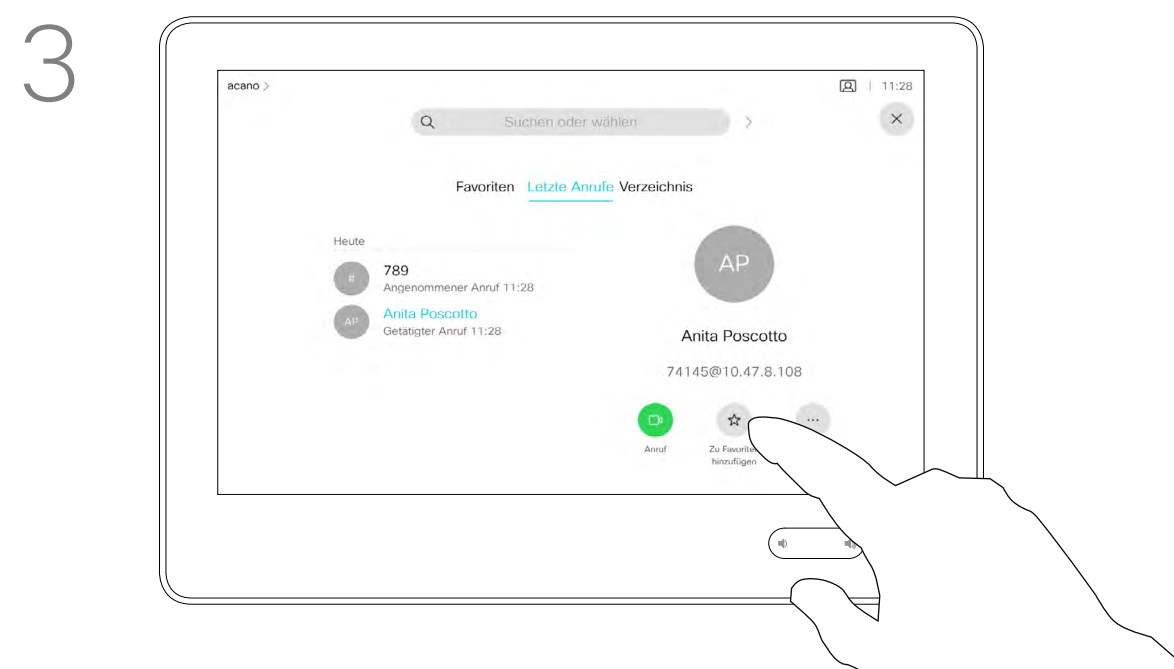 3
acano >
11:28
Suchen oder wählen
Favoriten Letzte Anrufe Verzeichnis
Heute
#
789
Angenommener Anruf 11:28
AP
Anita Poscotto
Getätigter Anruf 11:28
AP
Anita Poscotto
74145@10.47.8.108
Anruf
Zu Favoriten
hinzufügen